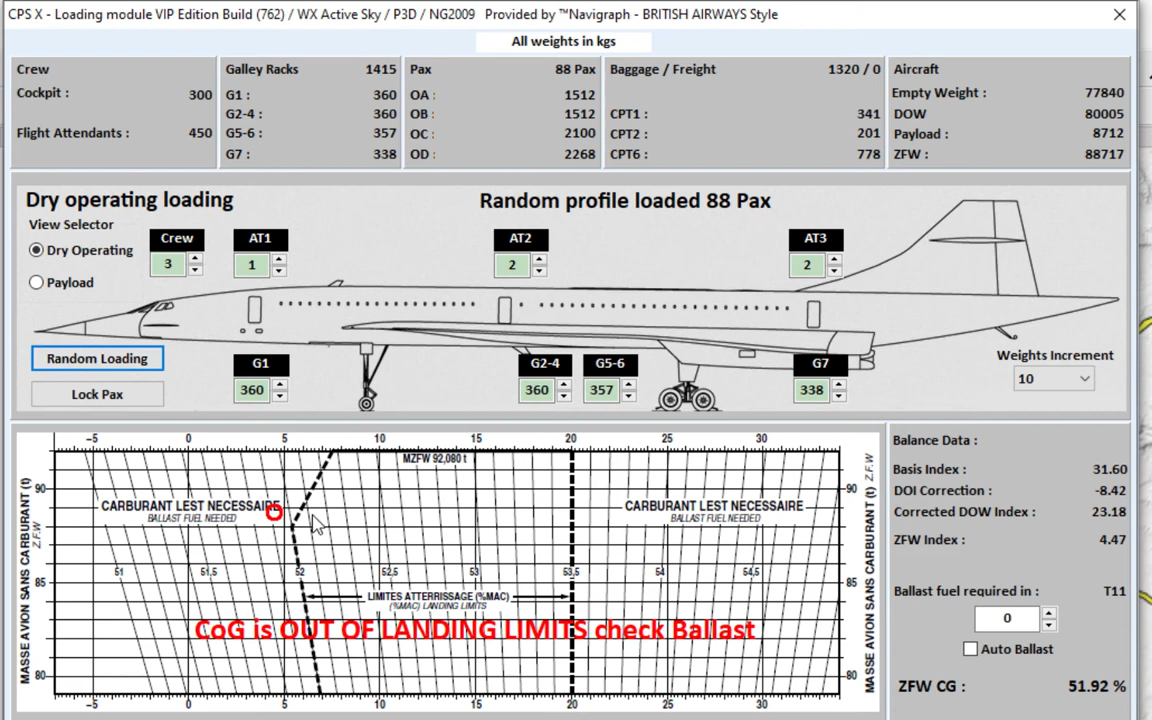 CPS X - Loading module VIP Edition Build (762) / WX Active Sky / P3D / NG2009 Provided by ™Navigraph - BRITISH AIRWAYS Style
All weights in kgs
Crew
Cockpit : 300
Flight Attendants : 450
Galley Racks 1415
G1 : 360
G2-4 : 360
G5-6 : 357
G7 : 338
Pax 88 Pax
OA : 1512
OB : 1512
OC : 2100
OD : 2268
Baggage / Freight 1320 / 0
CPT1 : 341
CPT2 : 201
CPT6 : 778
Aircraft
Empty Weight : 77840
DOW 80005
Payload : 8712
ZFW : 88717
Dry operating loading
Random profile loaded 88 Pax
View Selector
Dry Operating
Payload
Crew AT1 AT2 AT3
3 1 2 2
Random Loading
Lock Pax
G1 G2-4 G5-6 G7
360 360 357 338
Weights Increment
10
-5 0 5 10 15 20 25 30
MZFW 92,080 t
90 90
CARBURANT LEST NECESSAIRE CARBURANT LEST NECESSAIRE
BALLAST FUEL NEEDED BALLAST FUEL NEEDED
51 51,5 52 52,5 53 53,5 54 54,5
85 85
LIMITES ATTERRISSAGE (%MAC)
(%MAC) LANDING LIMITS
CoG is OUT OF LANDING LIMITS check Ballast
80 80
-5 0 5 10 15 20 25 30
MASSE AVION SANS CARBURANT (t)
Z.F.W
MASSE AVION SANS CARBURANT (t)
Z.F.W
Balance Data :
Basis Index : 31.60
DOI Correction : -8.42
Corrected DOW Index : 23.18
ZFW Index : 4.47
Ballast fuel required in : T11
0
Auto Ballast
ZFW CG : 51.92 %